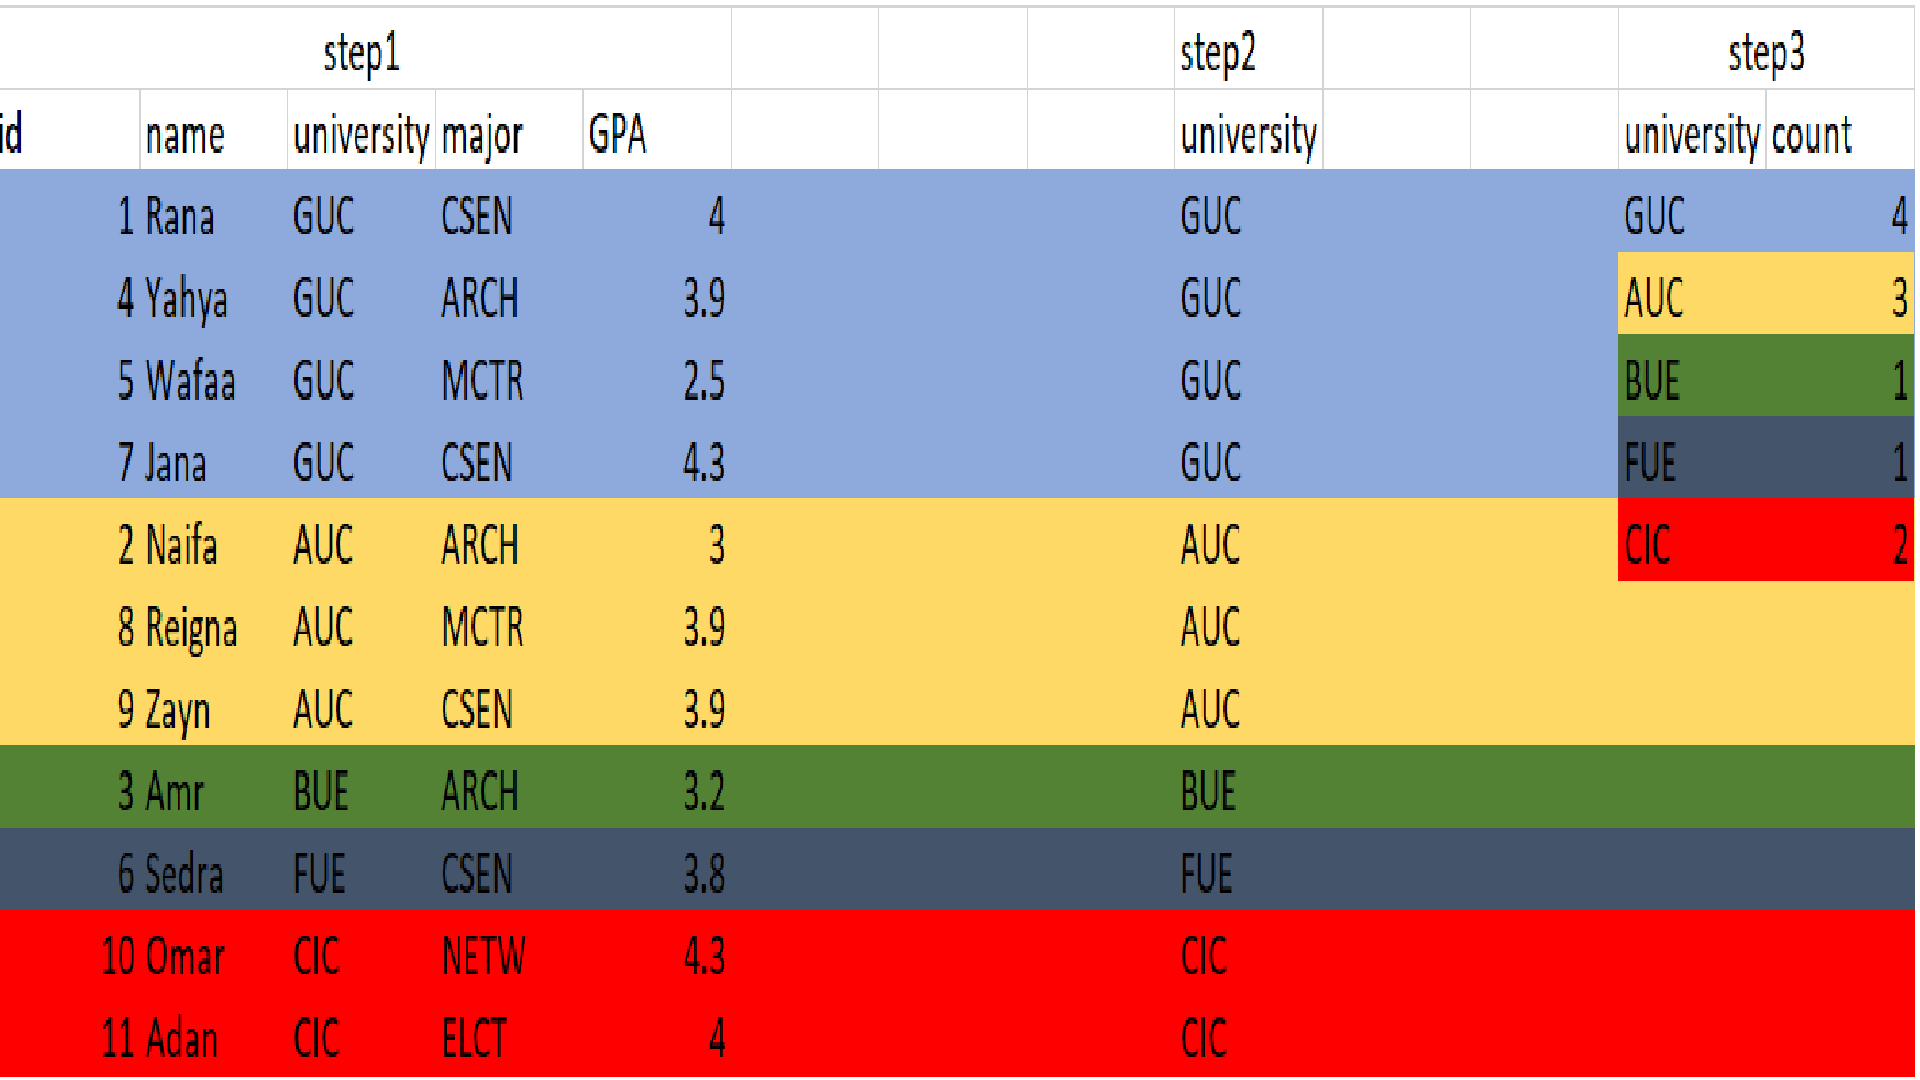 step1 step2 step3
id name university major GPA university university count
1 Rana GUC CSEN 4 GUC GUC 4
4 Yahya GUC ARCH 3.9 GUC AUC 3
5 Wafaa GUC MCTR 2.5 GUC BUE 1
7 Jana GUC CSEN 4.3 GUC FUE 1
2 Naifa AUC ARCH 3 AUC CIC 2
8 Reigna AUC MCTR 3.9 AUC
9 Zayn AUC CSEN 3.9 AUC
3 Amr BUE ARCH 3.2 BUE
6 Sedra FUE CSEN 3.8 FUE
10 Omar CIC NETW 4.3 CIC
11 Adan CIC ELCT 4 CIC